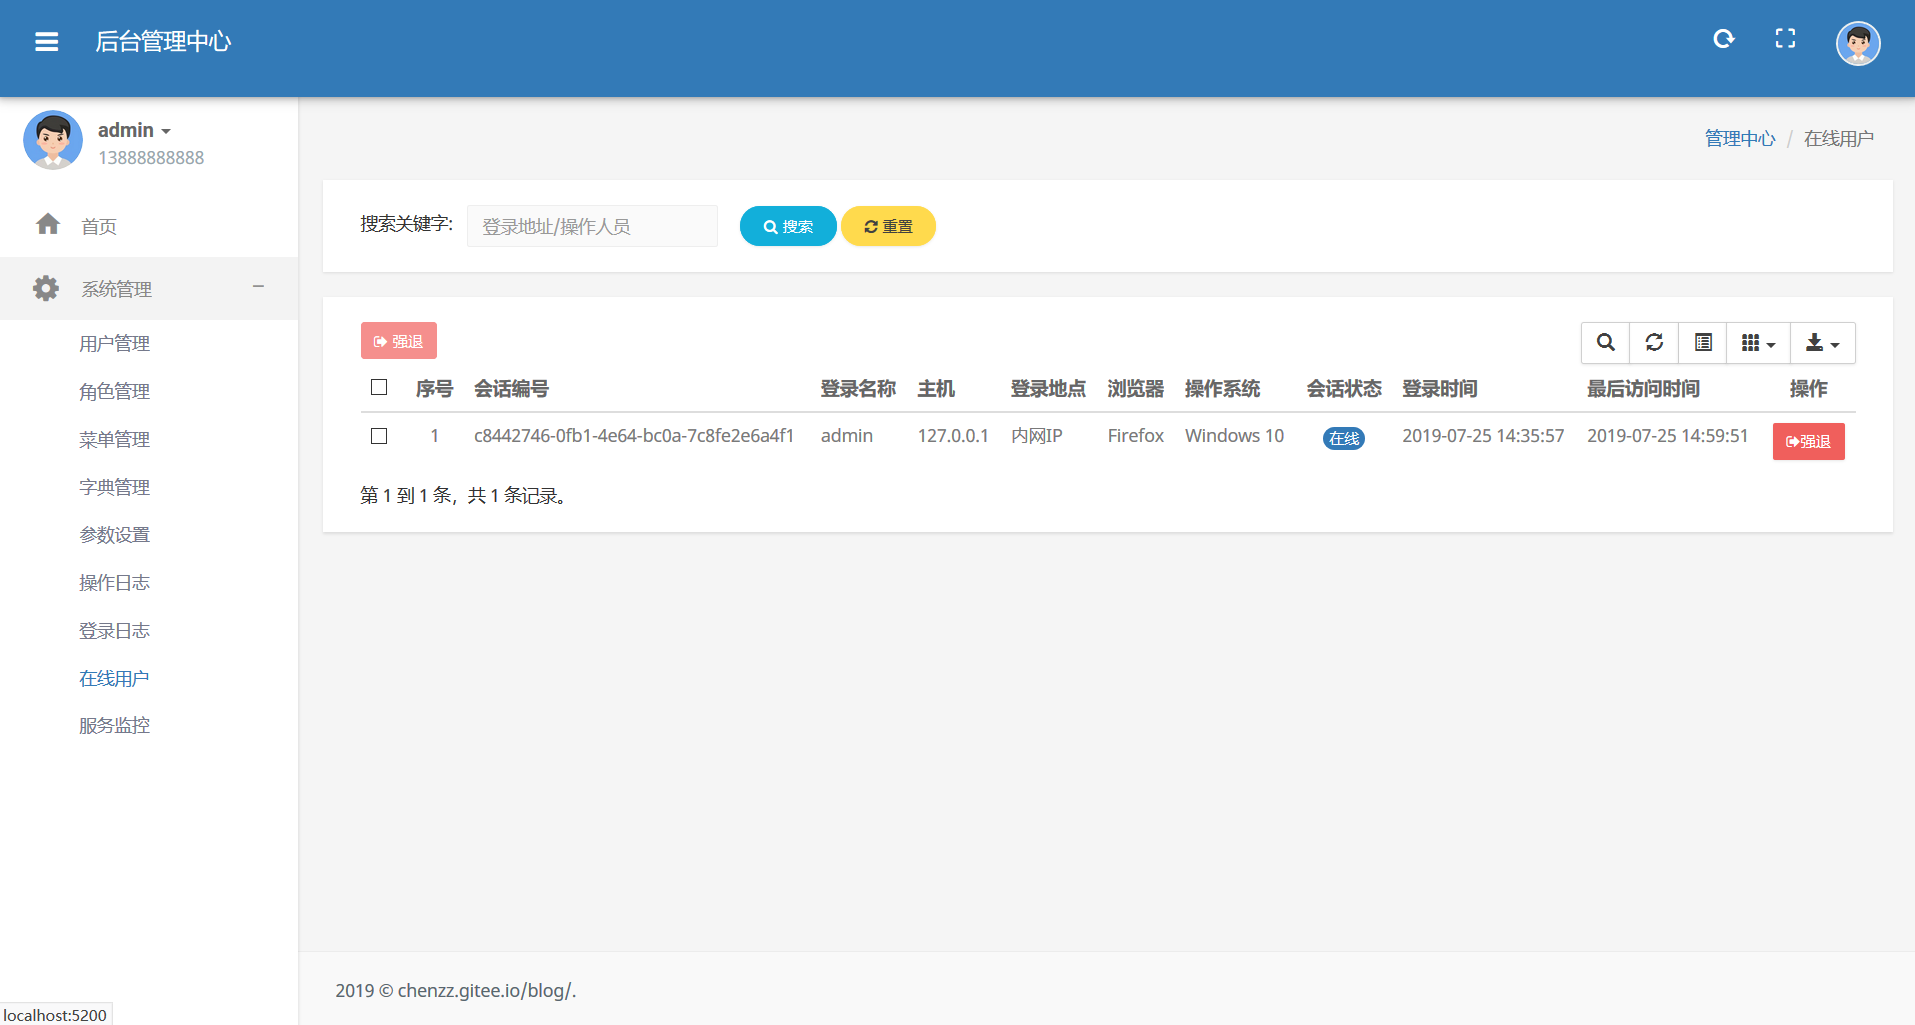 后台管理中心
admin
13888888888
首页
系统管理
用户管理
角色管理
菜单管理
字典管理
参数设置
操作日志
登录日志
在线用户
服务监控
管理中心 / 在线用户
搜索关键字: 登录地址/操作人员 搜索 重置
强退
序号 会话编号 登录名称 主机 登录地点 浏览器 操作系统 会话状态 登录时间 最后访问时间 操作
1 c8442746-0fb1-4e64-bc0a-7c8fe2e6a4f1 admin 127.0.0.1 内网IP Firefox Windows 10 在线 2019-07-25 14:35:57 2019-07-25 14:59:51 强退
第 1 到 1 条，共 1 条记录。
2019 © chenzz.gitee.io/blog/.
localhost:5200